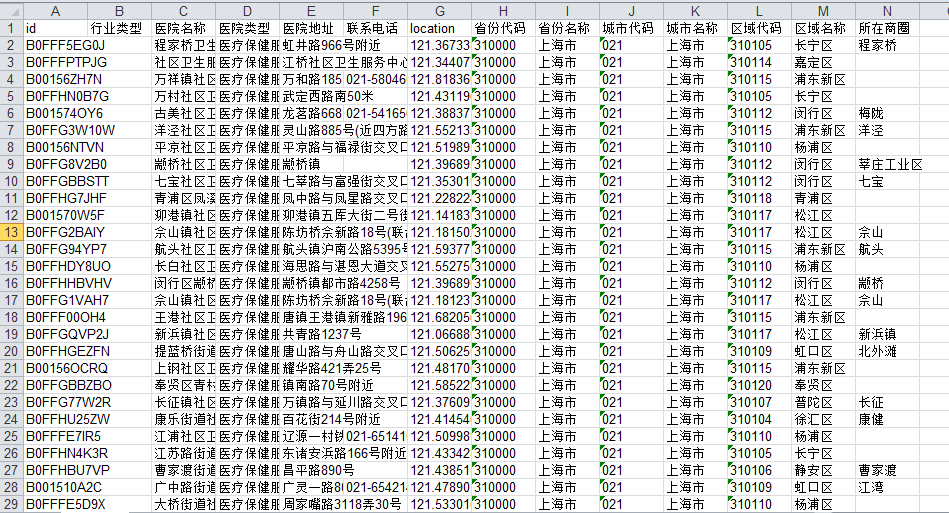 A B C D E F G H I J K L M N
1 id 行业类型 医院名称 医院类型 医院地址 联系电话 location 省份代码 省份名称 城市代码 城市名称 区域代码 区域名称 所在商圈
2 B0FFF5EG0J 程家桥卫生 医疗保健服 虹井路966号附近 121.36733 310000 上海市 021 上海市 310105 长宁区 程家桥
3 B0FFFPTPJG 社区卫生服 医疗保健服 江桥社区卫生服务中心 121.34407 310000 上海市 021 上海市 310114 嘉定区
4 B00156ZH7N 万祥镇社区 医疗保健服 万和路185 021-580460 121.81836 310000 上海市 021 上海市 310115 浦东新区
5 B0FFHN0B7G 万村社区卫 医疗保健服 武定西路南50米 121.43119 310000 上海市 021 上海市 310105 长宁区
6 B001574OY6 古美社区卫 医疗保健服 龙茗路668 021-54165 121.38837 310000 上海市 021 上海市 310112 闵行区 梅陇
7 B0FFG3W10W 洋泾社区卫 医疗保健服 灵山路885号(近四方路 121.55213 310000 上海市 021 上海市 310115 浦东新区 洋泾
8 B00156NTVN 平凉社区卫 医疗保健服 平凉路与福禄街交叉口 121.51989 310000 上海市 021 上海市 310110 杨浦区
9 B0FFG8V2B0 颛桥社区卫 医疗保健服 颛桥镇 121.39689 310000 上海市 021 上海市 310112 闵行区 莘庄工业区
10 B0FFGBBSTT 七宝社区卫 医疗保健服 七莘路与富强街交叉口 121.35301 310000 上海市 021 上海市 310112 闵行区 七宝
11 B0FFHG7JHF 青浦区凤溪 医疗保健服 凤中路与凤星路交叉口 121.22822 310000 上海市 021 上海市 310118 青浦区
12 B001570W5F 泖港镇社区 医疗保健服 泖港镇五厍大街二号街 121.14183 310000 上海市 021 上海市 310117 松江区
13 B0FFG2BAIY 佘山镇社区 医疗保健服 陈坊桥佘新路18号(联 121.18150 310000 上海市 021 上海市 310117 松江区 佘山
14 B0FFG94YP7 航头社区卫 医疗保健服 航头镇沪南公路5395号 121.59377 310000 上海市 021 上海市 310115 浦东新区 航头
15 B0FFHDY8UO 长白社区卫 医疗保健服 海思路与湛恩大道交叉 121.55275 310000 上海市 021 上海市 310110 杨浦区
16 B0FFHHBVHV 闵行区颛桥 医疗保健服 颛桥镇都市路4258号 121.39689 310000 上海市 021 上海市 310112 闵行区 颛桥
17 B0FFG1VAH7 佘山镇社区 医疗保健服 陈坊桥佘新路18号(联 121.18123 310000 上海市 021 上海市 310117 松江区 佘山
18 B0FFF00OH4 王港社区卫 医疗保健服 唐镇王港镇新雅路196 121.68206 310000 上海市 021 上海市 310115 浦东新区
19 B0FFGQVP2J 新浜镇社区 医疗保健服 共青路1237号 121.06688 310000 上海市 021 上海市 310117 松江区 新浜镇
20 B0FFHGEZFN 提篮桥街道 医疗保健服 唐山路与舟山路交叉口 121.50625 310000 上海市 021 上海市 310109 虹口区 北外滩
21 B00156OCRQ 上钢社区卫 医疗保健服 耀华路421弄25号 121.48170 310000 上海市 021 上海市 310115 浦东新区
22 B0FFGBBZBO 奉贤区青村 医疗保健服 镇南路70号附近 121.58522 310000 上海市 021 上海市 310120 奉贤区
23 B0FFG77W2R 长征镇社区 医疗保健服 万镇路与延川路交叉口 121.37609 310000 上海市 021 上海市 310107 普陀区 长征
24 B0FFHU25ZW 康乐街道社 医疗保健服 百花街214号附近 121.41454 310000 上海市 021 上海市 310104 徐汇区 康健
25 B0FFFE7IR5 江浦社区卫 医疗保健服 辽源一村 021-65141 121.50998 310000 上海市 021 上海市 310110 杨浦区
26 B0FFHN4K3R 江苏路街道 医疗保健服 东诸安浜路166号附近 121.43342 310000 上海市 021 上海市 310105 长宁区
27 B0FFHBU7VP 曹家渡街道 医疗保健服 昌平路890号 121.43851 310000 上海市 021 上海市 310106 静安区 曹家渡
28 B001510A2C 广中路街道 医疗保健服 广灵一路8 021-65421 121.47890 310000 上海市 021 上海市 310109 虹口区 江湾
29 B0FFFE5D9X 大桥街道社 医疗保健服 周家嘴路3118弄30号 121.53301 310000 上海市 021 上海市 310110 杨浦区